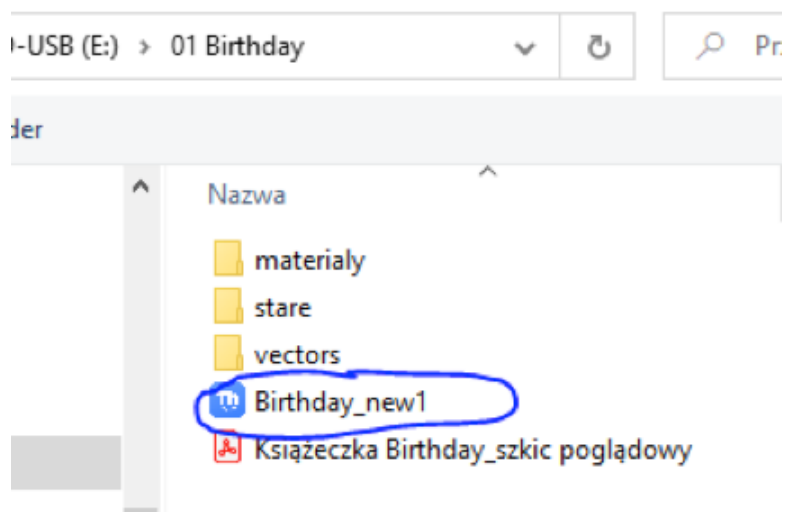 -USB (E:) > 01 Birthday
Pr
der
Nazwa
materialy
stare
vectors
Birthday_new1
Książeczka Birthday_szkic poglądowy